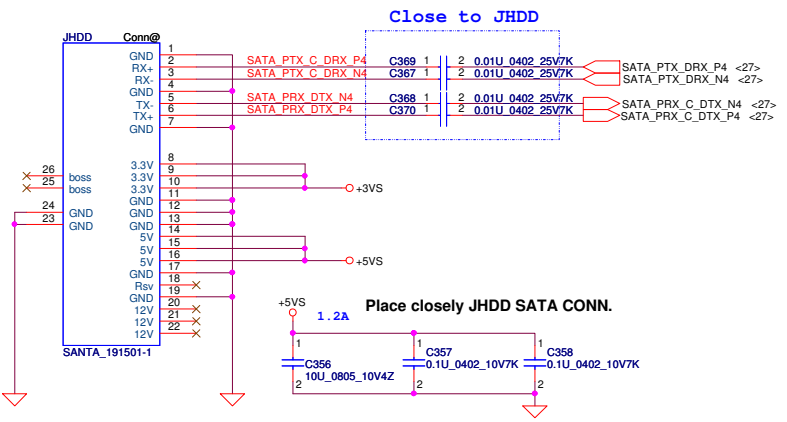 Close to JHDD
JHDD Conn@
GND 1
RX+ 2 SATA_PTX_C_DRX_P4 C369 1 2 0.01U_0402_25V7K SATA_PTX_DRX_P4 <27>
RX- 3 SATA_PTX_C_DRX_N4 C367 1 2 0.01U_0402_25V7K SATA_PTX_DRX_N4 <27>
GND 4
TX- 5 SATA_PRX_DTX_N4 C368 1 2 0.01U_0402_25V7K SATA_PRX_C_DTX_N4 <27>
TX+ 6 SATA_PRX_DTX_P4 C370 1 2 0.01U_0402_25V7K SATA_PRX_C_DTX_P4 <27>
GND 7
3.3V 8
26 boss 3.3V 9
25 boss 3.3V 10 +3VS
GND 11
24 GND GND 12
23 GND GND 13
5V 14
5V 15
5V 16 +5VS
GND 17
Rsv 18
GND 19
12V 20
12V 21
12V 22
SANTA_191501-1
+5VS
1.2A
Place closely JHDD SATA CONN.
1 C356 10U_0805_10V4Z 2
1 C357 0.1U_0402_10V7K 2
1 C358 0.1U_0402_10V7K 2